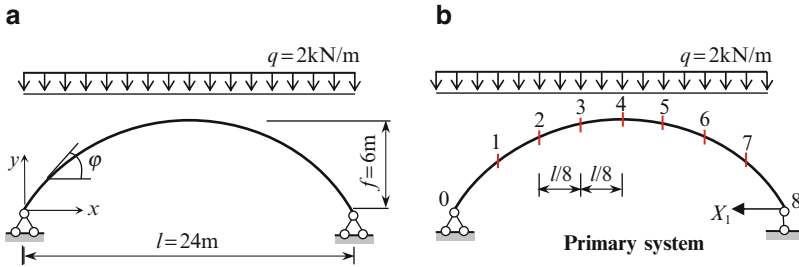 a
q = 2kN/m
y
φ
x
f = 6m
l = 24m
b
q = 2kN/m
0
1
2
3
4
5
6
7
8
l/8
l/8
X₁
Primary system